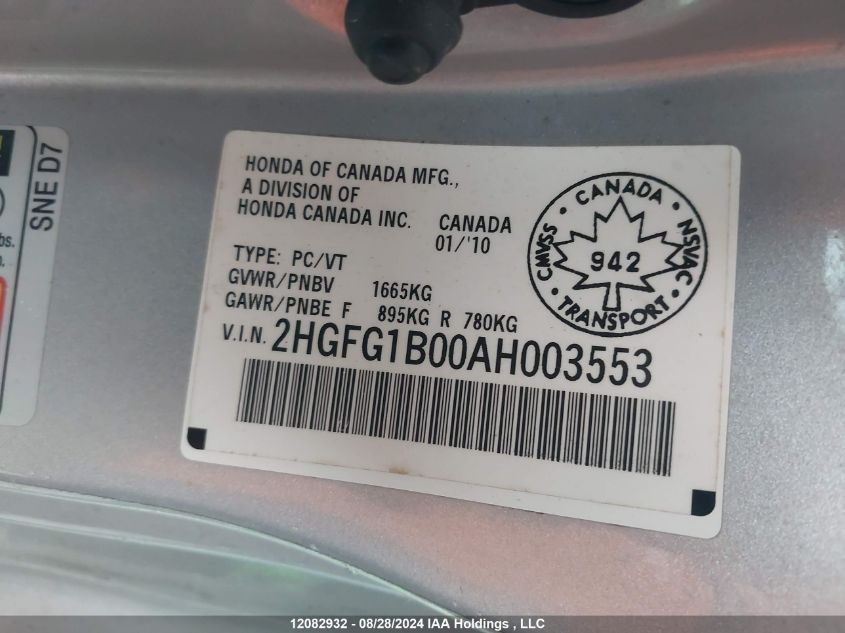 HONDA OF CANADA MFG.,
A DIVISION OF
HONDA CANADA INC. CANADA
01/'10
TYPE: PC/VT
GVWR/PNBV 1665KG
GAWR/PNBE F 895KG R 780KG
V.I.N. 2HGFG1B00AH003553
CANADA
CMVSS · NSVAC
942
TRANSPORT
SNE D7
lbs.
12082932 - 08/28/2024 IAA Holdings , LLC